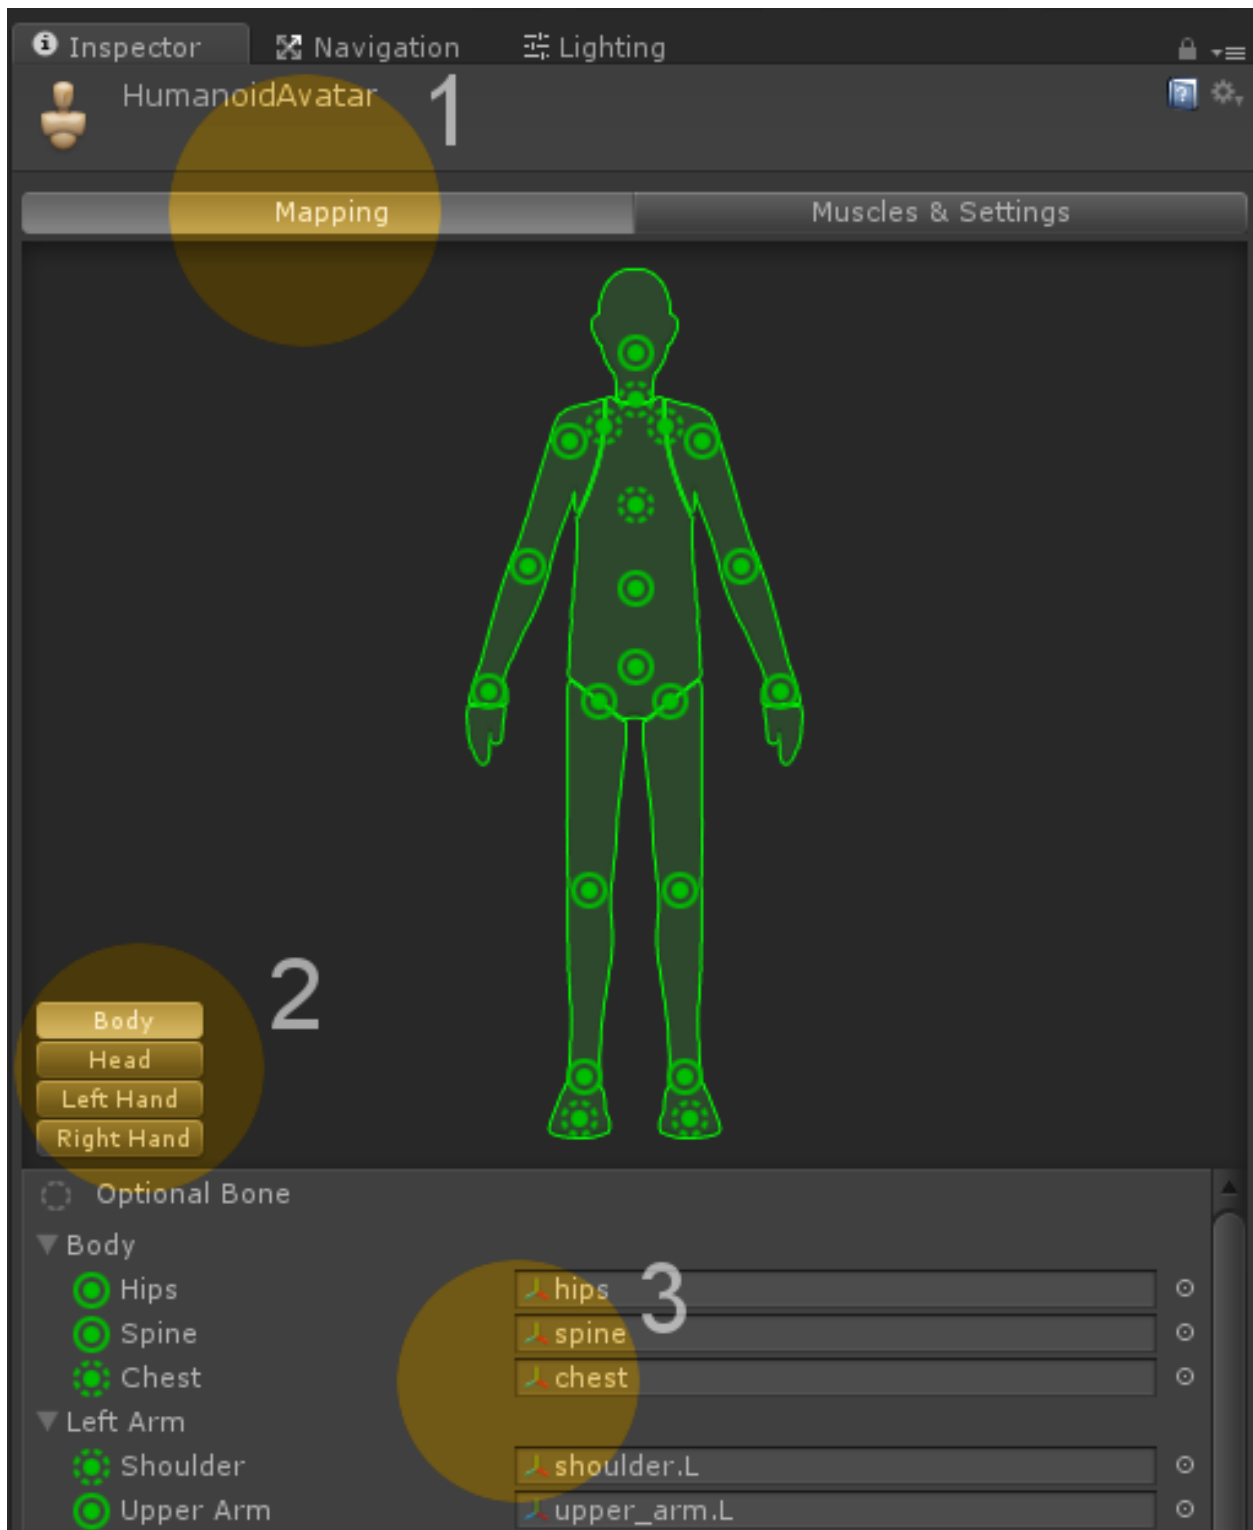 Inspector Navigation Lighting
HumanoidAvatar 1
Mapping Muscles & Settings
2
Body
Head
Left Hand
Right Hand
Optional Bone
Body
Hips hips 3
Spine spine
Chest chest
Left Arm
Shoulder shoulder.L
Upper Arm upper_arm.L